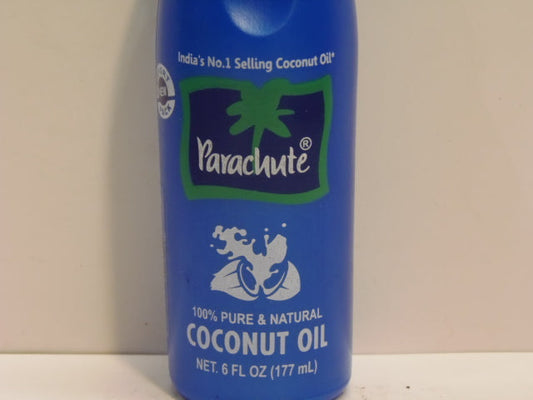 India's No.1 Selling Coconut Oil*
Parachute®
100% PURE & NATURAL
COCONUT OIL
NET. 6 FL OZ (177 mL)